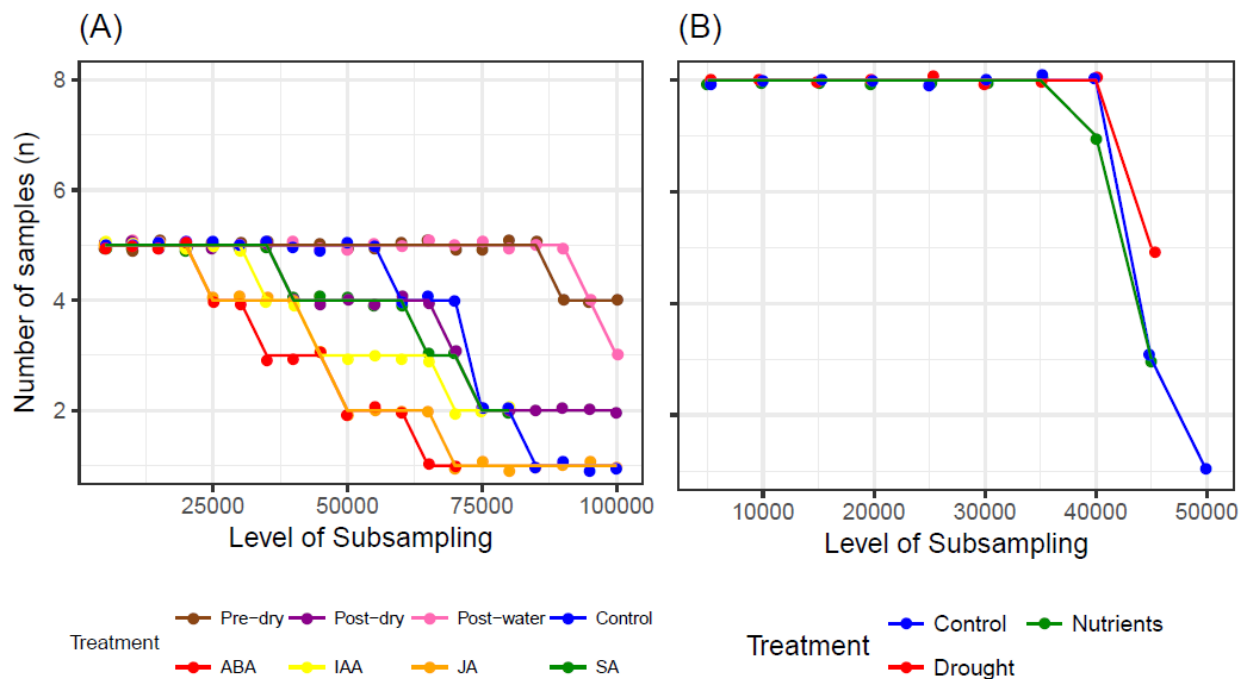 (A)
(B)
Number of samples (n)
8
6
4
2
25000 50000 75000 100000
10000 20000 30000 40000 50000
Level of Subsampling
Level of Subsampling
Treatment
Pre-dry Post-dry Post-water Control
ABA IAA JA SA
Treatment
Control Nutrients
Drought